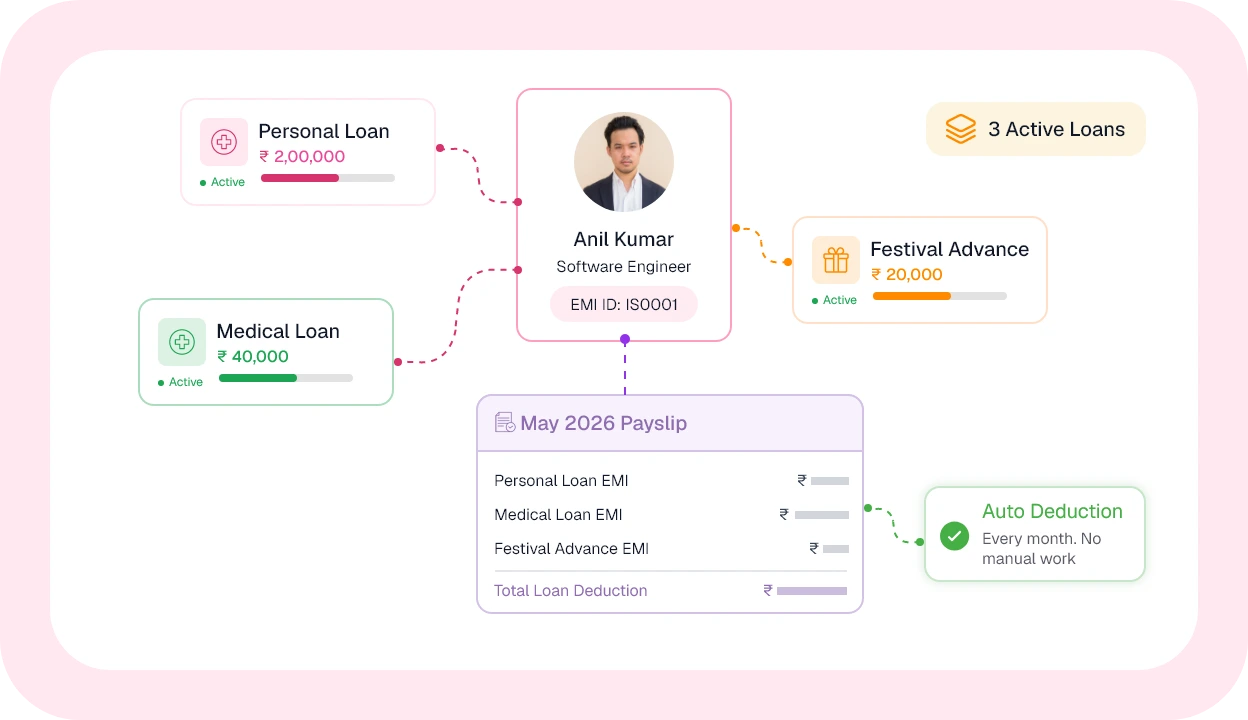 Personal Loan
₹ 2,00,000
Active
Anil Kumar
Software Engineer
EMI ID: IS0001
3 Active Loans
Festival Advance
₹ 20,000
Active
Medical Loan
₹ 40,000
Active
May 2026 Payslip
Personal Loan EMI ₹
Medical Loan EMI ₹
Festival Advance EMI ₹
Total Loan Deduction ₹
Auto Deduction
Every month. No
manual work